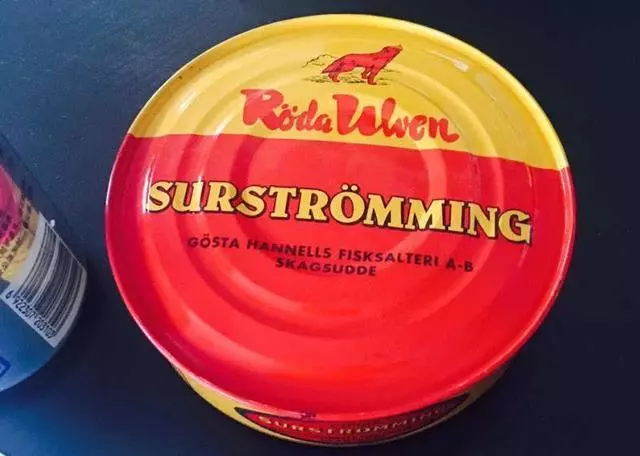 Röda Ulven
SURSTRÖMMING
GÖSTA HANNELLS FISKSALTERI A-B
SKAGSUDDE
SURSTRÖMMING